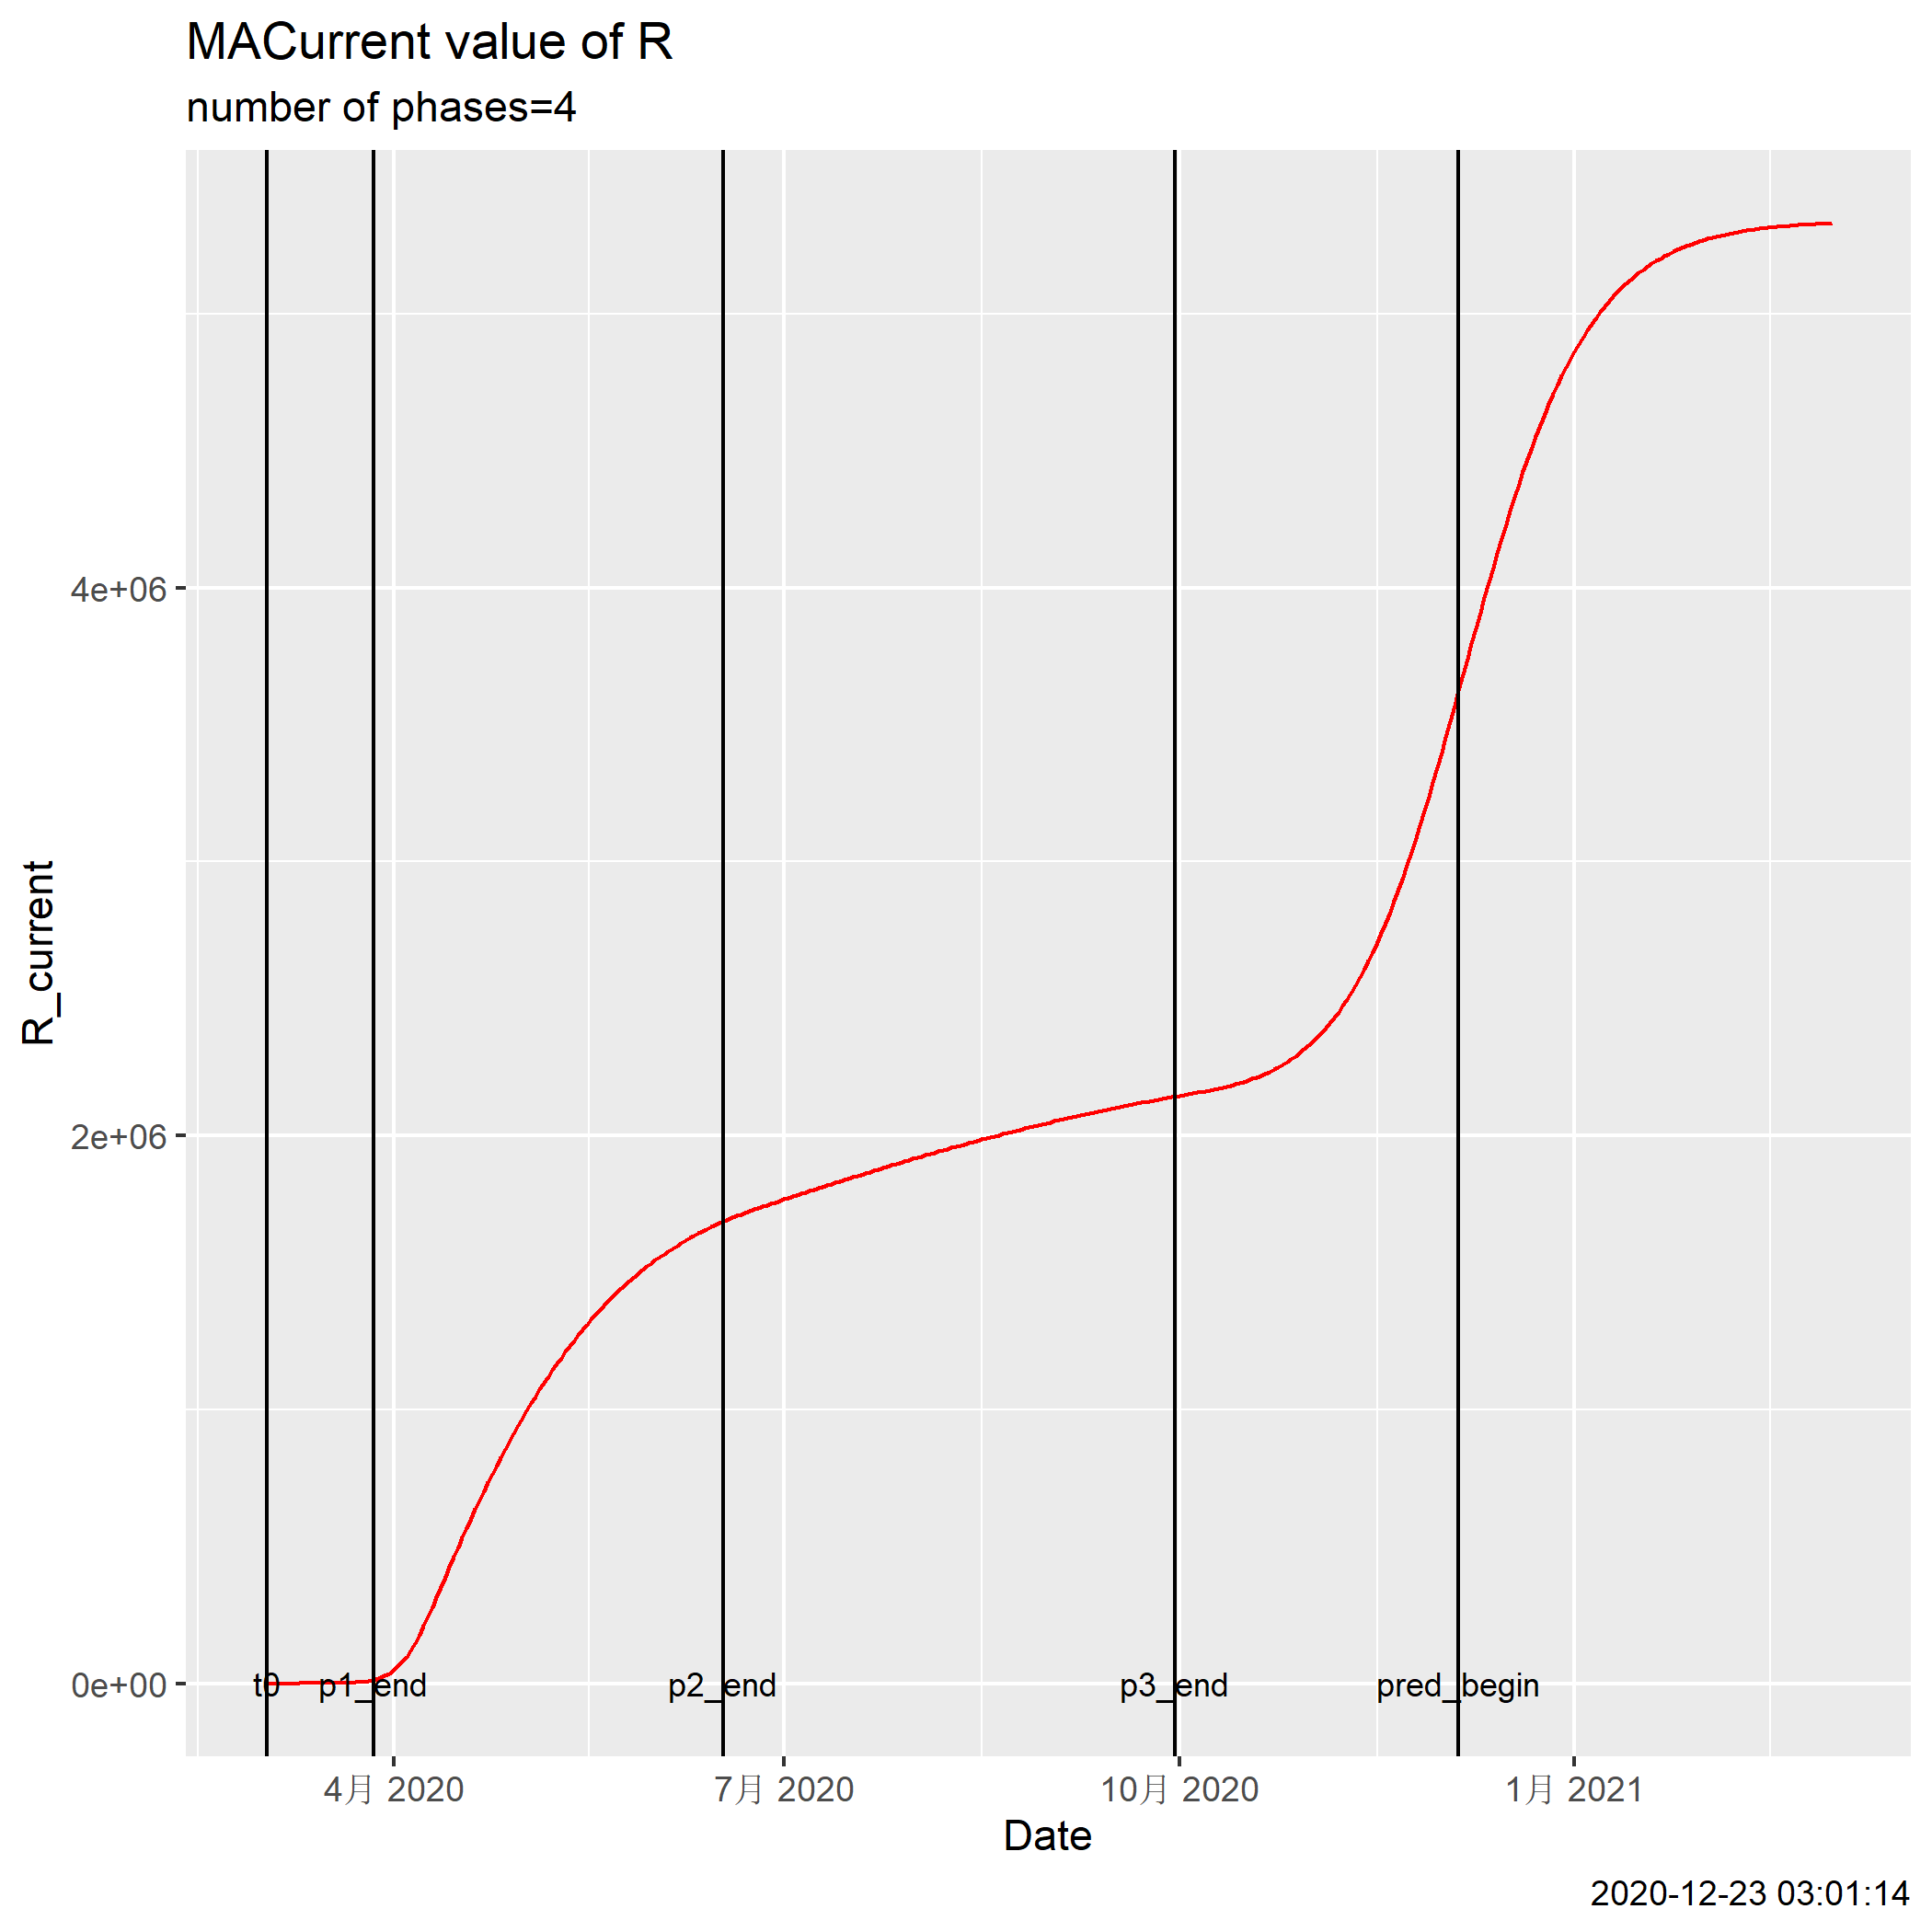 MACurrent value of R
number of phases=4
R_current
4e+06
2e+06
0e+00
t0 p1_end p2_end p3_end pred_begin
4月 2020 7月 2020 10月 2020 1月 2021
Date
2020-12-23 03:01:14